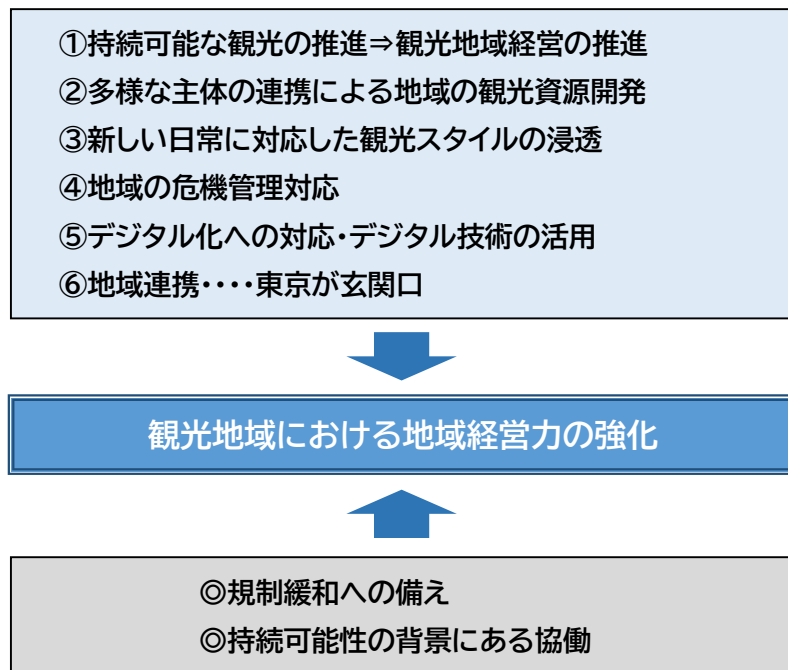 ①持続可能な観光の推進⇒観光地域経営の推進
②多様な主体の連携による地域の観光資源開発
③新しい日常に対応した観光スタイルの浸透
④地域の危機管理対応
⑤デジタル化への対応・デジタル技術の活用
⑥地域連携・・・・東京が玄関口
観光地域における地域経営力の強化
◎規制緩和への備え
◎持続可能性の背景にある協働